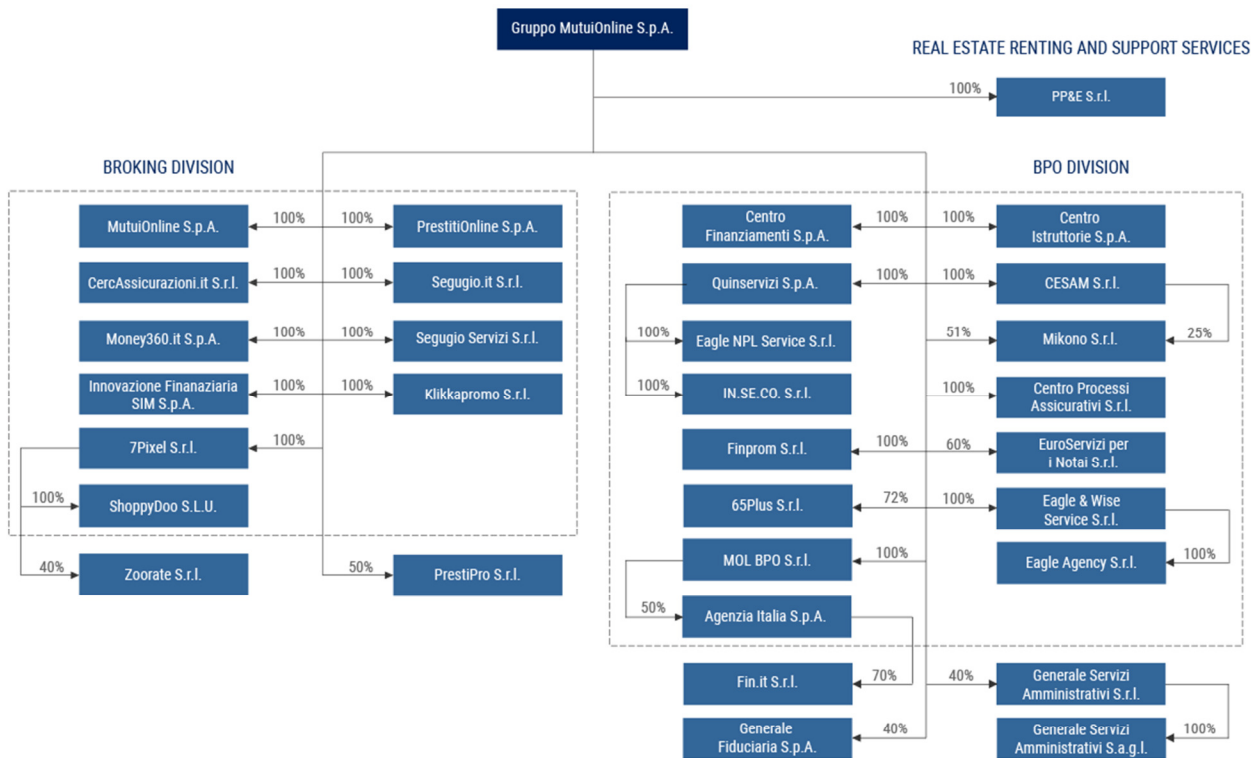 Gruppo MutuiOnline S.p.A.
REAL ESTATE RENTING AND SUPPORT SERVICES
100%
PP&E S.r.l.
BROKING DIVISION
MutuiOnline S.p.A.
100%
100%
PrestitiOnline S.p.A.
CercAssicurazioni.it S.r.l.
100%
100%
Segugio.it S.r.l.
Money360.it S.p.A.
100%
100%
Segugio Servizi S.r.l.
Innovazione Finanaziaria
SIM S.p.A.
100%
100%
Klikkapromo S.r.l.
7Pixel S.r.l.
100%
100%
ShoppyDoo S.L.U.
40%
Zoorate S.r.l.
50%
PrestiPro S.r.l.
BPO DIVISION
Centro
Finanziamenti S.p.A.
100%
100%
Centro
Istruttorie S.p.A.
Quinservizi S.p.A.
100%
100%
CESAM S.r.l.
100%
Eagle NPL Service S.r.l.
51%
Mikono S.r.l.
25%
100%
IN.SE.CO. S.r.l.
100%
Centro Processi
Assicurativi S.r.l.
Finprom S.r.l.
100%
60%
EuroServizi per
i Notai S.r.l.
65Plus S.r.l.
72%
100%
Eagle & Wise
Service S.r.l.
MOL BPO S.r.l.
100%
Eagle Agency S.r.l.
100%
50%
Agenzia Italia S.p.A.
Fin.it S.r.l.
70%
40%
Generale Servizi
Amministrativi S.r.l.
Generale
Fiduciaria S.p.A.
40%
Generale Servizi
Amministrativi S.a.g.l.
100%